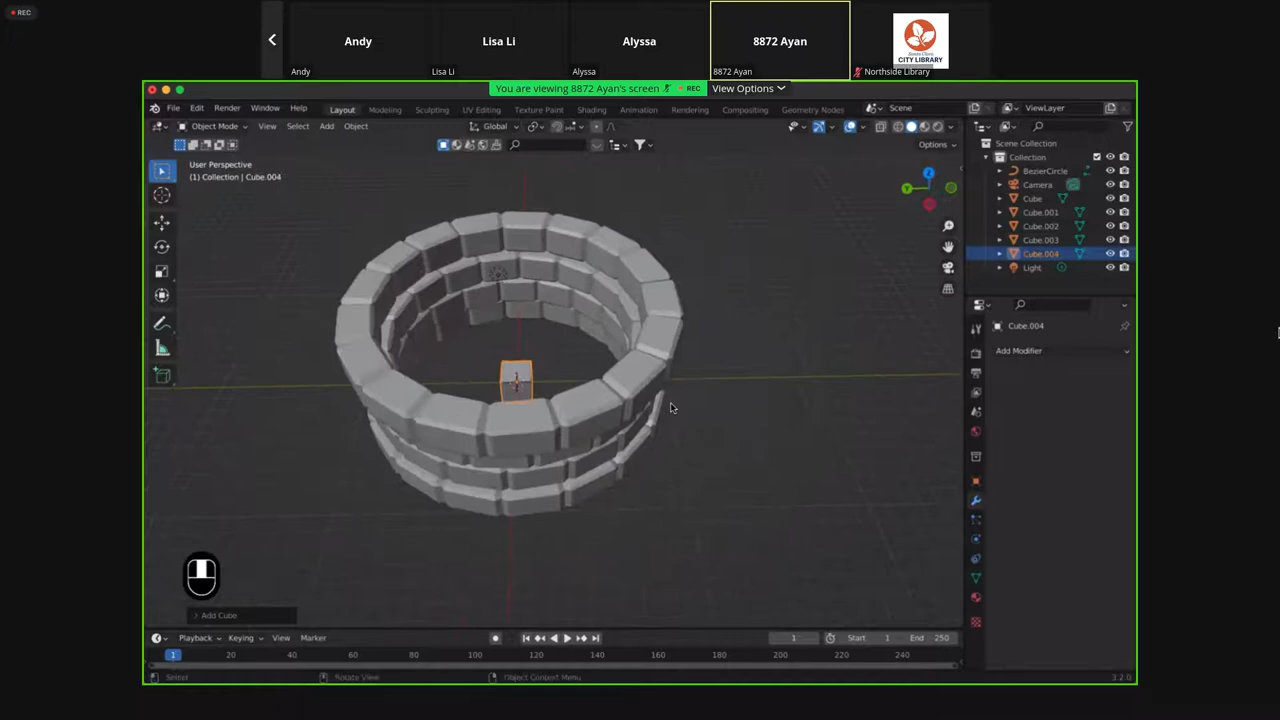 REC
Andy
Lisa Li
Alyssa
8872 Ayan
Santa Clara
CITY LIBRARY
Andy
Lisa Li
Alyssa
8872 Ayan
Northside Library
You are viewing 8872 Ayan's screen
REC
View Options
File
Edit
Render
Window
Help
Layout
Modeling
Sculpting
UV Editing
Texture Paint
Shading
Animation
Rendering
Compositing
Geometry Nodes
Scene
ViewLayer
Object Mode
View
Select
Add
Object
Global
Options
User Perspective
(1) Collection | Cube.004
Z
Y
Scene Collection
Collection
BezierCircle
Camera
Cube
Cube.001
Cube.002
Cube.003
Cube.004
Light
Cube.004
Add Modifier
Add Cube
Playback
Keying
View
Marker
1
Start
1
End
250
1
20
40
60
80
100
120
140
160
180
200
220
240
Select
Rotate View
Object Context Menu
3.2.0